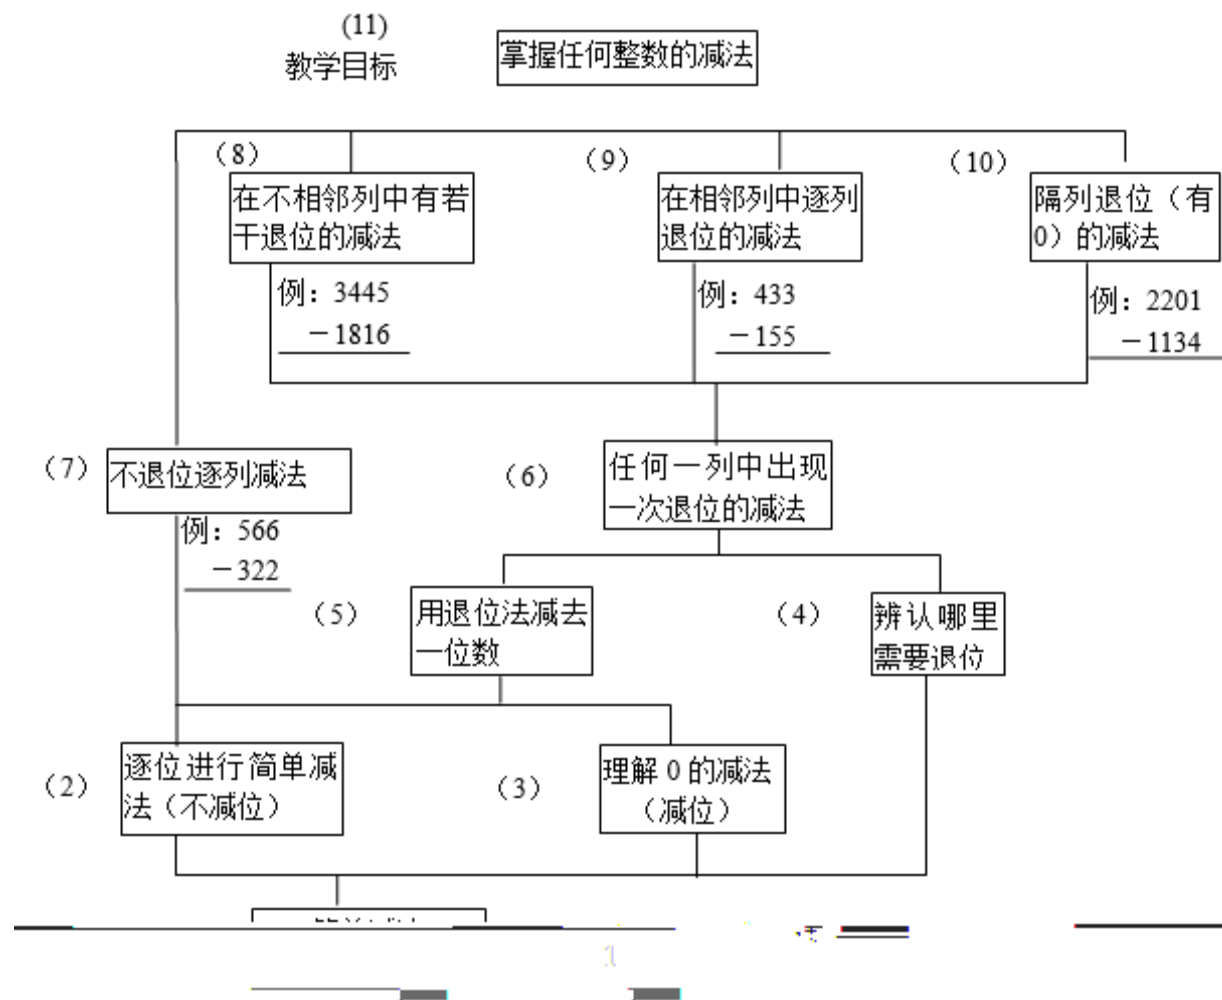 (11)
教学目标
掌握任何整数的减法
（8）
（9）
（10）
在不相邻列中有若
干退位的减法
在相邻列中逐列
退位的减法
隔列退位（有
0）的减法
例：3445
－1816
例：433
－155
例：2201
－1134
（7）
不退位逐列减法
（6）
任何一列中出现
一次退位的减法
例：566
－322
（5）
用退位法减去
一位数
（4）
辨认哪里
需要退位
（2）
逐位进行简单减
法（不减位）
（3）
理解 0 的减法
（减位）
1